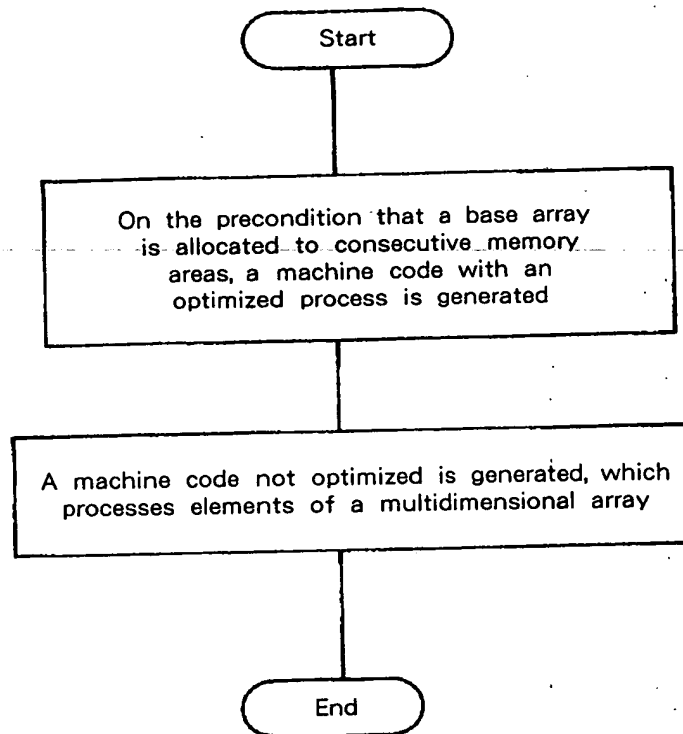 Start
On the precondition that a base array
is allocated to consecutive memory
areas, a machine code with an
optimized process is generated
A machine code not optimized is generated, which
processes elements of a multidimensional array
End